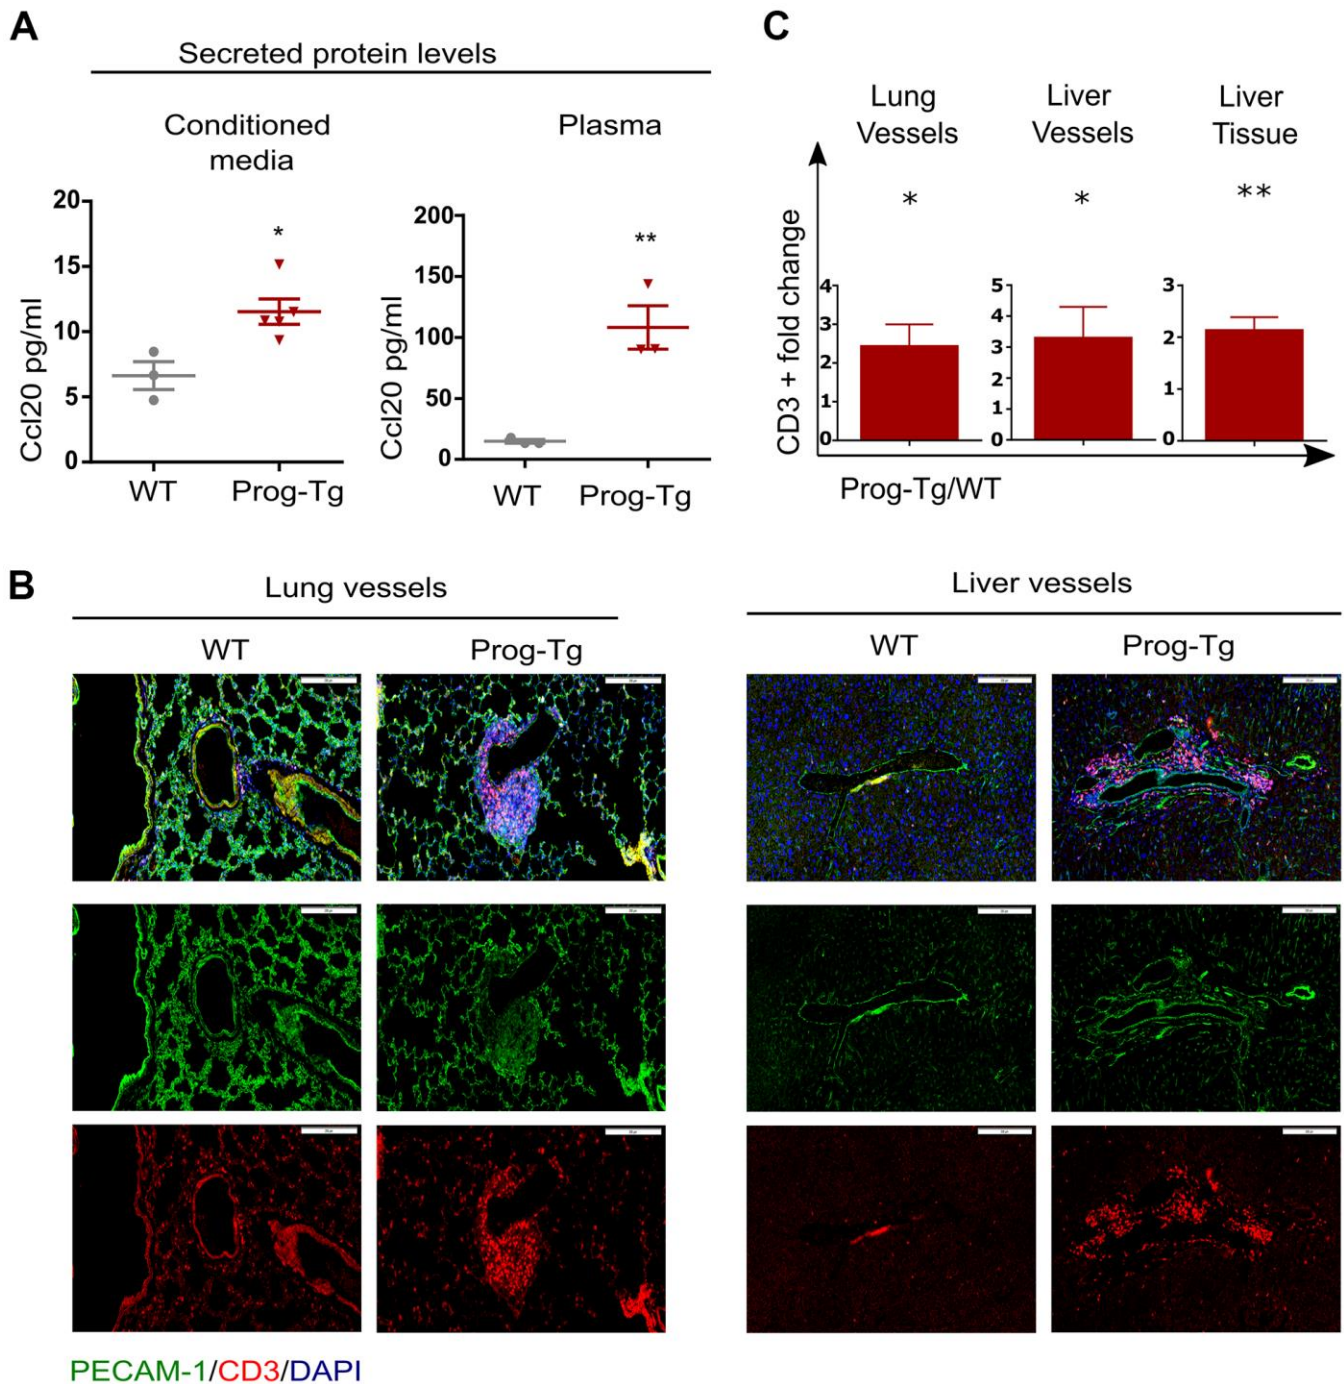 A
Secreted protein levels
Conditioned
media
Plasma
Ccl20 pg/ml
20
15
10
5
0
*
WT
Prog-Tg
Ccl20 pg/ml
200
150
100
50
0
**
WT
Prog-Tg
C
Lung
Vessels
Liver
Vessels
Liver
Tissue
*
*
**
CD3 + fold change
4
3
2
1
0
5
4
3
2
1
0
3
2
1
0
Prog-Tg/WT
B
Lung vessels
WT
Prog-Tg
Liver vessels
WT
Prog-Tg
PECAM-1/CD3/DAPI